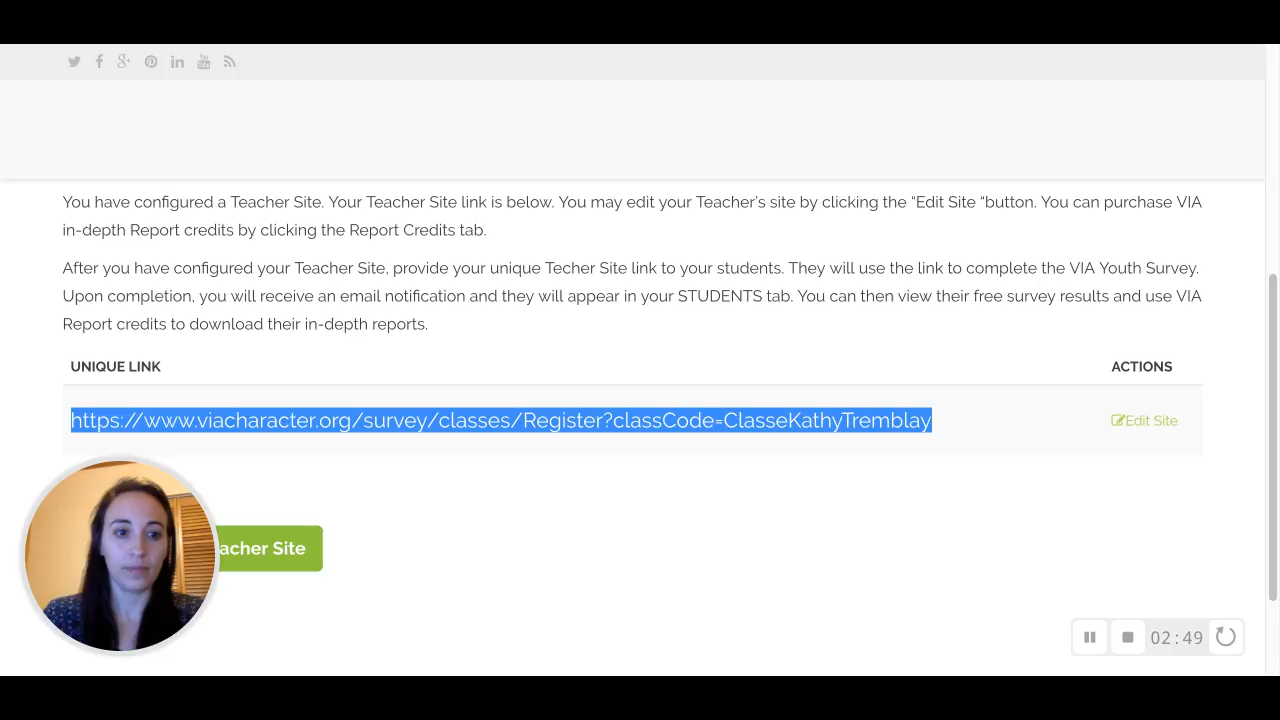 You have configured a Teacher Site. Your Teacher Site link is below. You may edit your Teacher's site by clicking the “Edit Site “button. You can purchase VIA
in-depth Report credits by clicking the Report Credits tab.
After you have configured your Teacher Site, provide your unique Techer Site link to your students. They will use the link to complete the VIA Youth Survey.
Upon completion, you will receive an email notification and they will appear in your STUDENTS tab. You can then view their free survey results and use VIA
Report credits to download their in-depth reports.
UNIQUE LINK ACTIONS
https://www.viacharacter.org/survey/classes/Register?classCode=ClasseKathyTremblay Edit Site
acher Site
02:49